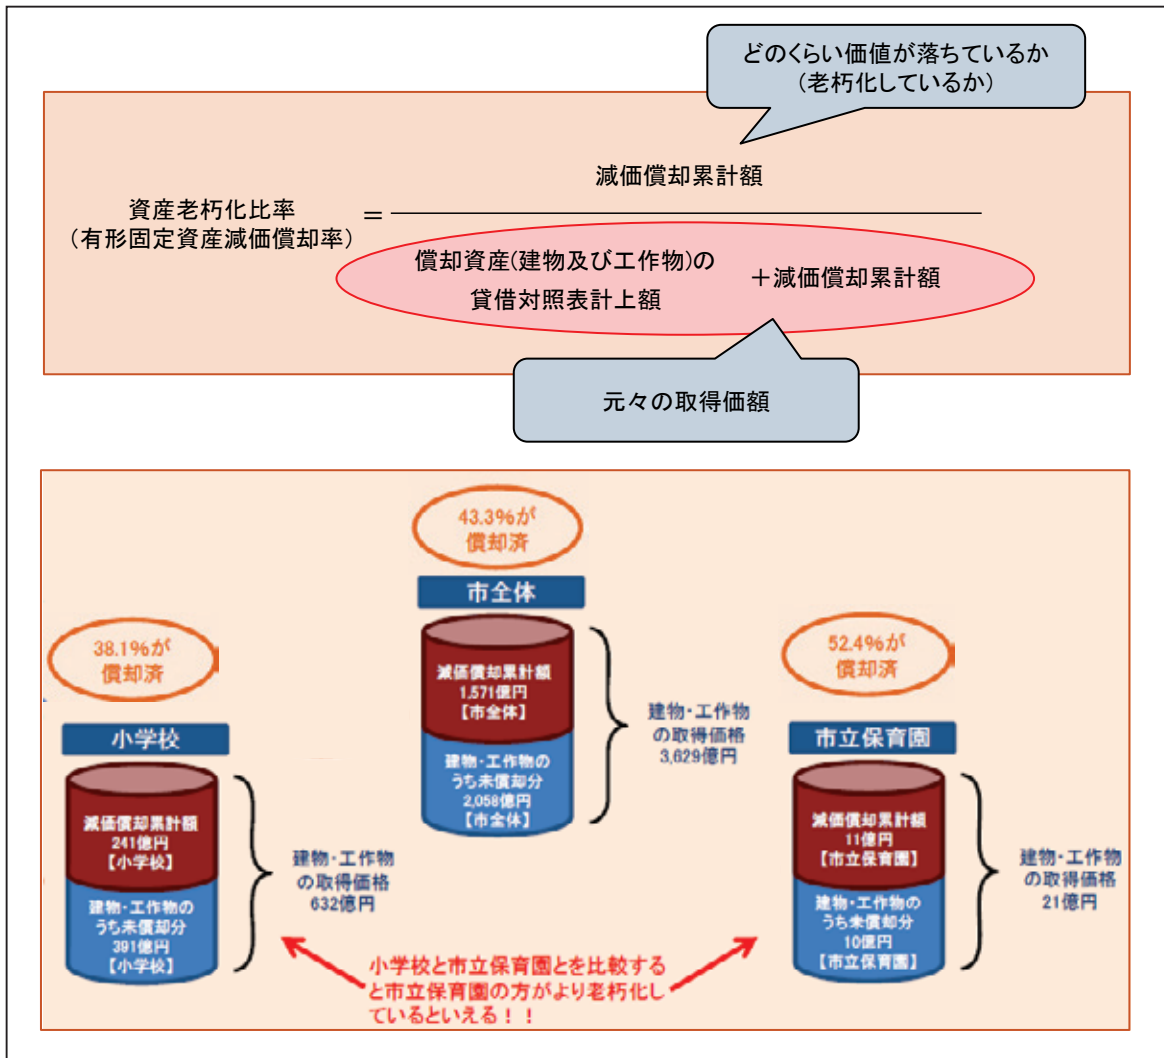 どのくらい価値が落ちているか
（老朽化しているか）
減価償却累計額
資産老朽化比率
（有形固定資産減価償却率）
＝
償却資産(建物及び工作物)の
貸借対照表計上額
＋減価償却累計額
元々の取得価額
43.3%が
償却済
市全体
減価償却累計額
1,571億円
【市全体】
建物・工作物の
うち未償却分
2,058億円
【市全体】
建物・工作物
の取得価格
3,629億円
38.1%が
償却済
小学校
減価償却累計額
241億円
【小学校】
建物・工作物の
うち未償却分
391億円
【小学校】
建物・工作物
の取得価格
632億円
52.4%が
償却済
市立保育園
減価償却累計額
11億円
【市立保育園】
建物・工作物の
うち未償却分
10億円
【市立保育園】
建物・工作物
の取得価格
21億円
小学校と市立保育園とを比較する
と市立保育園の方がより老朽化し
ているといえる！！